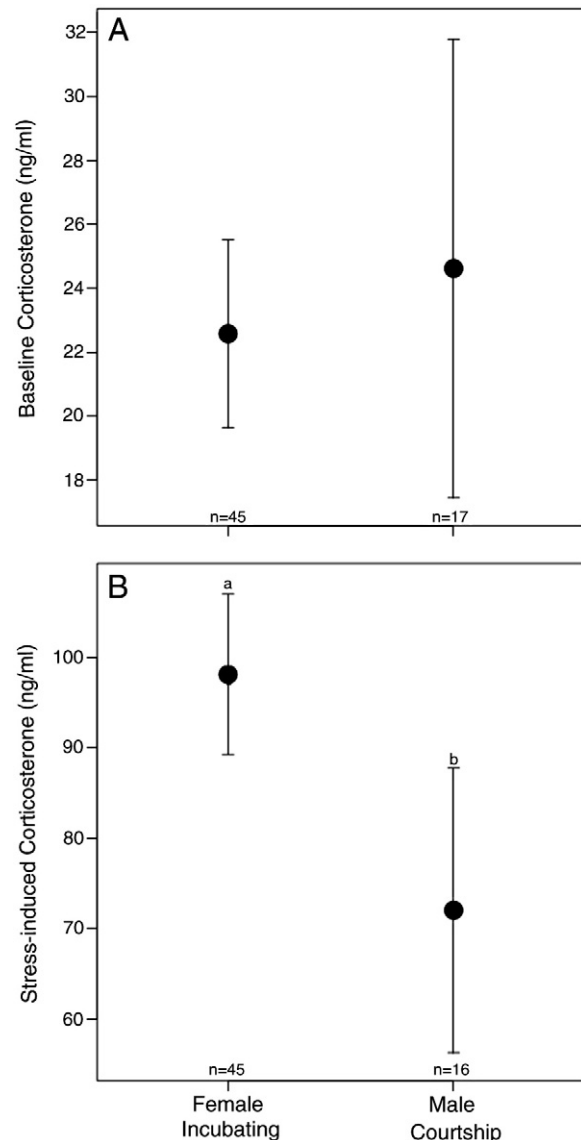 A
Baseline Corticosterone (ng/ml)
32
30
28
26
24
22
20
18
n=45
n=17
B
Stress-induced Corticosterone (ng/ml)
a
100
90
b
80
70
60
n=45
n=16
Female
Incubating
Male
Courtship